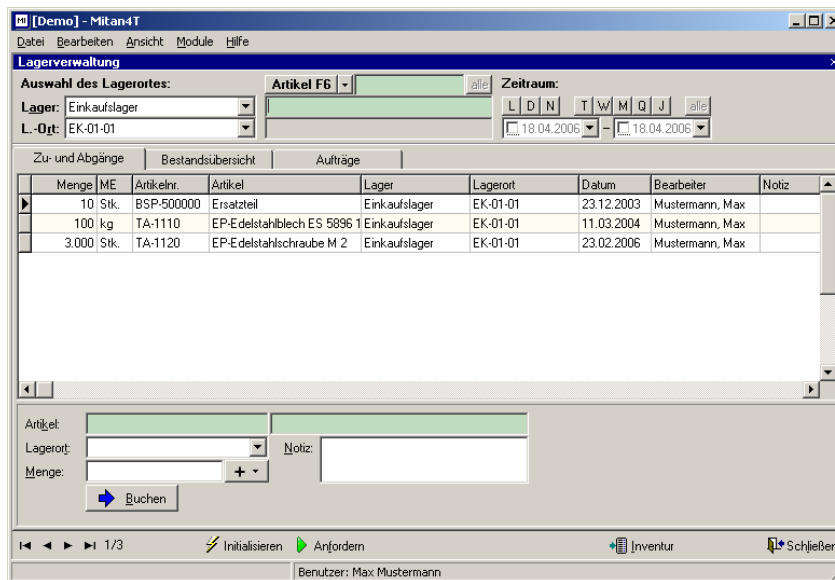 [Demo] - Mitan4T
Datei Bearbeiten Ansicht Module Hilfe
Lagerverwaltung
Auswahl des Lagerortes: Artikel F6 alle Zeitraum:
Lager: Einkaufslager L D N T W M Q J alle
L.-Ort: EK-01-01 18.04.2006 – 18.04.2006
Zu- und Abgänge Bestandsübersicht Aufträge
Menge ME Artikelnr. Artikel Lager Lagerort Datum Bearbeiter Notiz
10 Stk. BSP-500000 Ersatzteil Einkaufslager EK-01-01 23.12.2003 Mustermann, Max
100 kg TA-1110 EP-Edelstahlblech ES 5896 1 Einkaufslager EK-01-01 11.03.2004 Mustermann, Max
3.000 Stk. TA-1120 EP-Edelstahlschraube M 2 Einkaufslager EK-01-01 23.02.2006 Mustermann, Max
Artikel:
Lagerort: Notiz:
Menge: +
Buchen
1/3 Initialisieren Anfordern Inventur Schließen
Benutzer: Max Mustermann